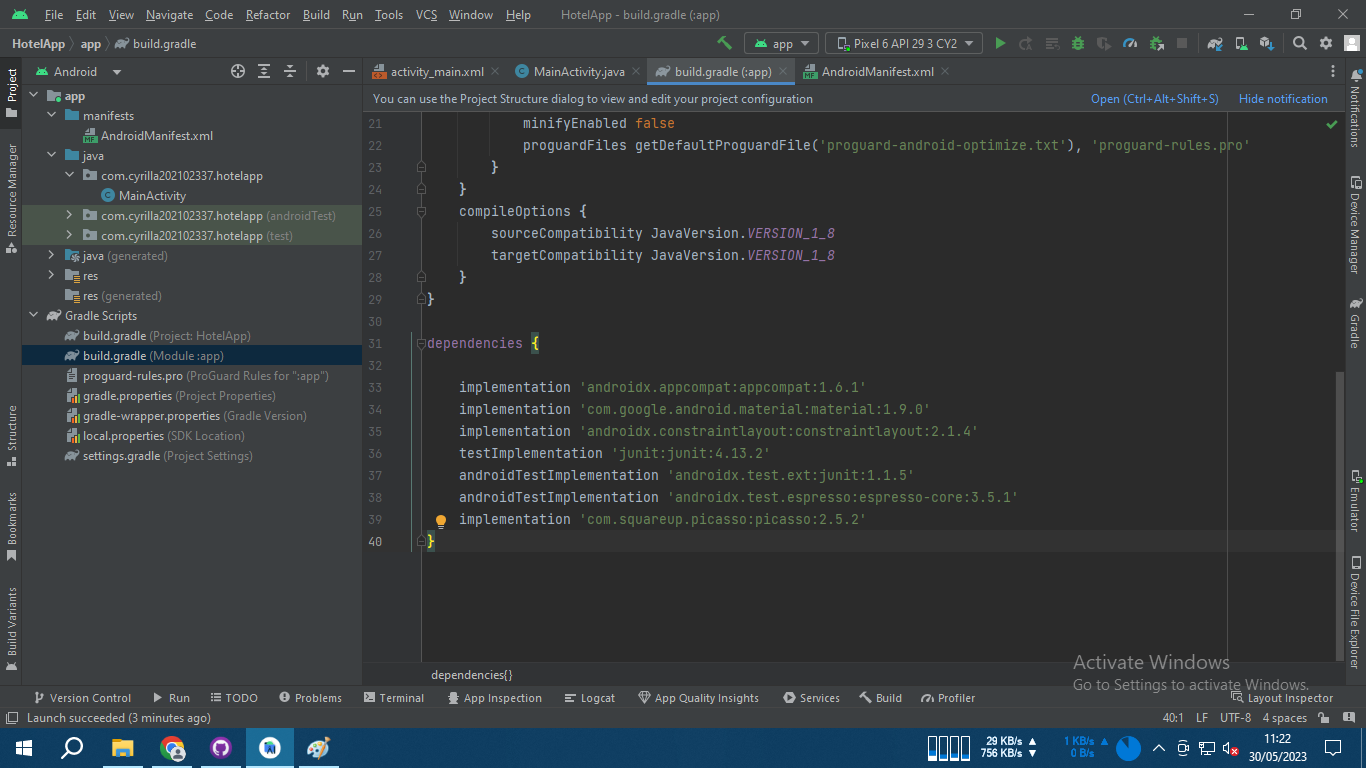 File Edit View Navigate Code Refactor Build Run Tools VCS Window Help HotelApp - build.gradle (:app)
HotelApp app build.gradle app Pixel 6 API 29 3 CY2
Android
activity_main.xml MainActivity.java build.gradle (:app) AndroidManifest.xml
You can use the Project Structure dialog to view and edit your project configuration Open (Ctrl+Alt+Shift+S) Hide notification
Project
Resource Manager
Structure
Bookmarks
Build Variants
app
manifests
AndroidManifest.xml
java
com.cyrilla202102337.hotelapp
MainActivity
com.cyrilla202102337.hotelapp (androidTest)
com.cyrilla202102337.hotelapp (test)
java (generated)
res
res (generated)
Gradle Scripts
build.gradle (Project: HotelApp)
build.gradle (Module :app)
proguard-rules.pro (ProGuard Rules for ":app")
gradle.properties (Project Properties)
gradle-wrapper.properties (Gradle Version)
local.properties (SDK Location)
settings.gradle (Project Settings)
21 minifyEnabled false
22 proguardFiles getDefaultProguardFile('proguard-android-optimize.txt'), 'proguard-rules.pro'
23 }
24 }
25 compileOptions {
26 sourceCompatibility JavaVersion.VERSION_1_8
27 targetCompatibility JavaVersion.VERSION_1_8
28 }
29 }
30
31 dependencies {
32
33 implementation 'androidx.appcompat:appcompat:1.6.1'
34 implementation 'com.google.android.material:material:1.9.0'
35 implementation 'androidx.constraintlayout:constraintlayout:2.1.4'
36 testImplementation 'junit:junit:4.13.2'
37 androidTestImplementation 'androidx.test.ext:junit:1.1.5'
38 androidTestImplementation 'androidx.test.espresso:espresso-core:3.5.1'
39 implementation 'com.squareup.picasso:picasso:2.5.2'
40 }
dependencies{}
Notifications
Device Manager
Gradle
Emulator
Device File Explorer
Activate Windows
Go to Settings to activate Windows.
Version Control Run TODO Problems Terminal App Inspection Logcat App Quality Insights Services Build Profiler Layout Inspector
Launch succeeded (3 minutes ago) 40:1 LF UTF-8 4 spaces
29 KB/s
756 KB/s
1 KB/s
0 B/s
11:22
30/05/2023